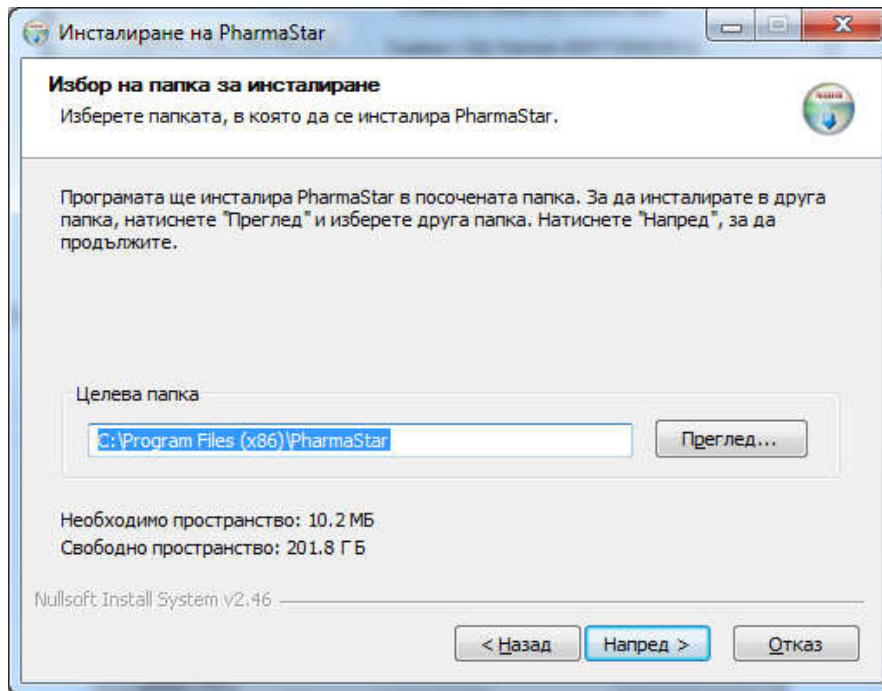 Инсталиране на PharmaStar
Избор на папка за инсталиране
Изберете папката, в която да се инсталира PharmaStar.
Програмата ще инсталира PharmaStar в посочената папка. За да инсталирате в друга
папка, натиснете "Преглед" и изберете друга папка. Натиснете "Напред", за да
продължите.
Целева папка
C:\Program Files (x86)\PharmaStar
Преглед...
Необходимо пространство: 10.2 МБ
Свободно пространство: 201.8 ГБ
Nullsoft Install System v2.46
< Назад
Напред >
Отказ